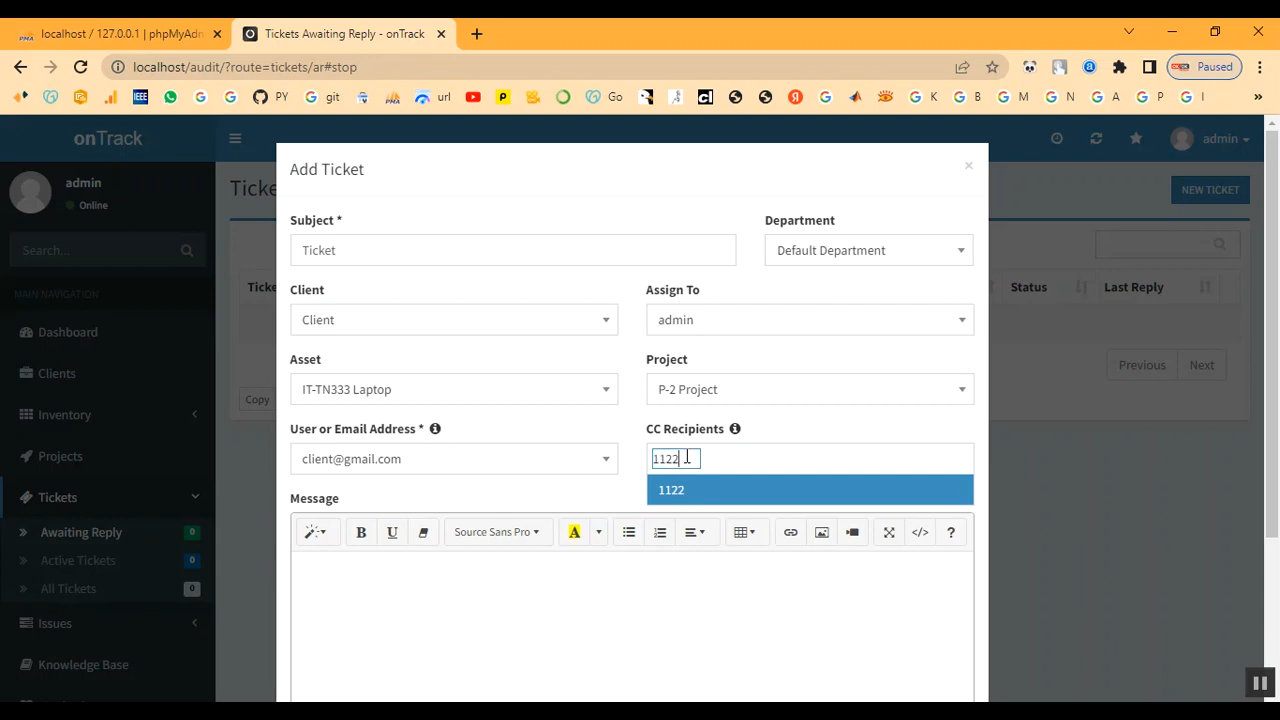 localhost / 127.0.0.1 | phpMyAdn
Tickets Awaiting Reply - onTrack
localhost/audit/?route=tickets/ar#stop
Paused
IEEE
PY
git
PMA
url
Go
K
B
M
N
A
P
I
»
onTrack
admin
admin
Online
Search...
MAIN NAVIGATION
Dashboard
Clients
Inventory
Projects
Tickets
Awaiting Reply 0
Active Tickets 0
All Tickets 0
Issues
Knowledge Base
NEW TICKET
Status
Last Reply
Previous
Next
Copy
Add Ticket
×
Subject *
Department
Ticket
Default Department
Client
Assign To
Client
admin
Asset
Project
IT-TN333 Laptop
P-2 Project
User or Email Address *
CC Recipients
client@gmail.com
1122
1122
Message
B
U
Source Sans Pro
A
</>
?